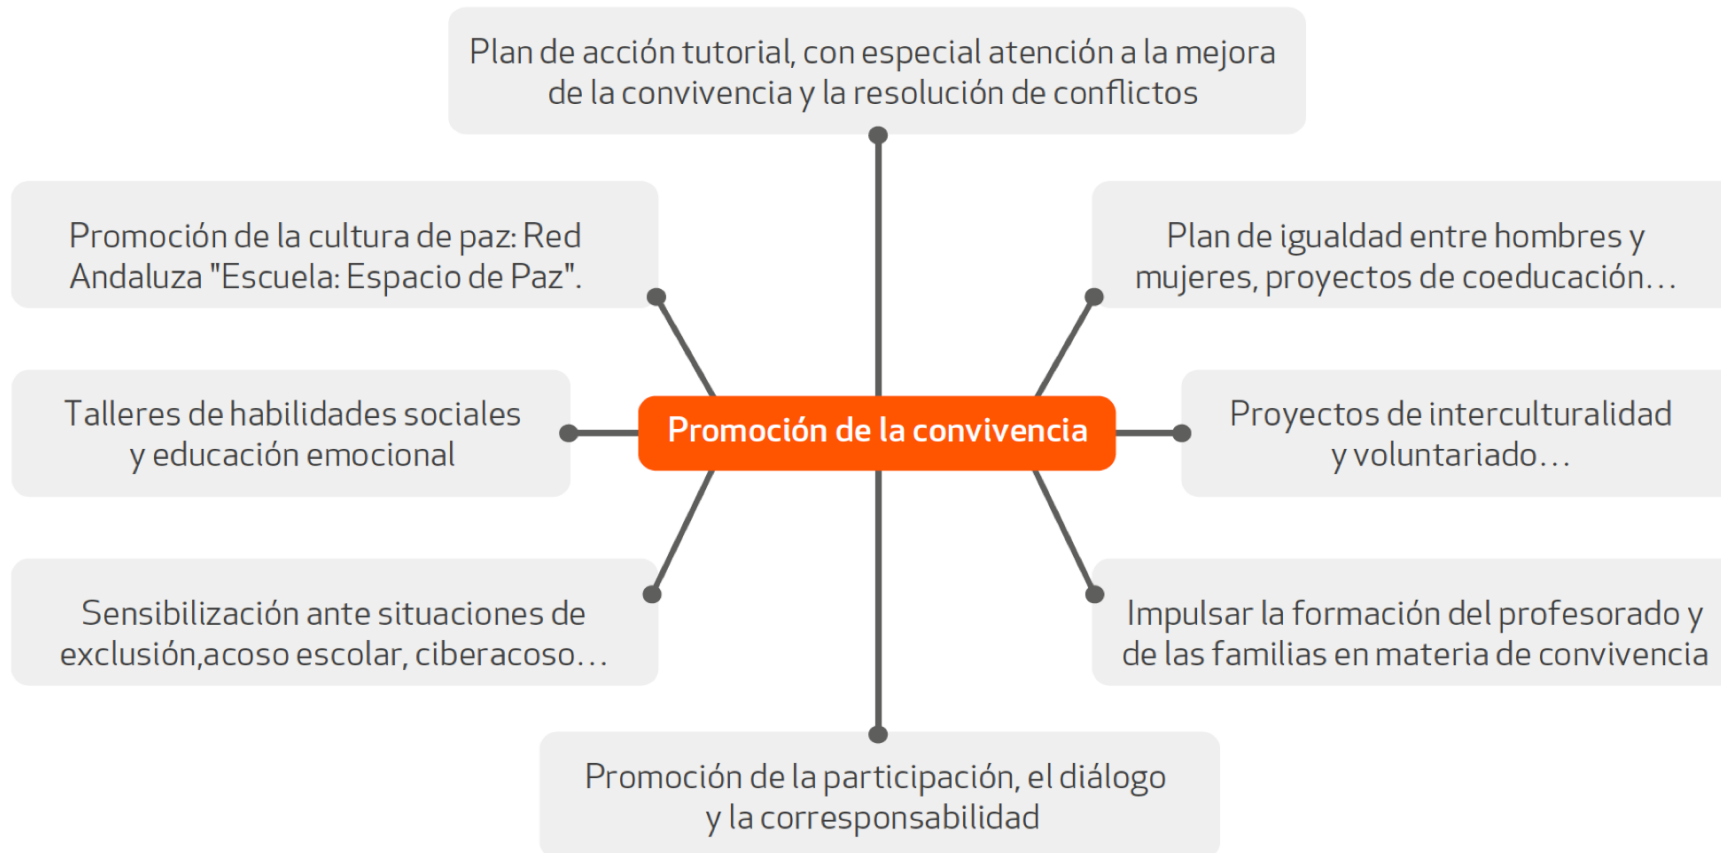 Plan de acción tutorial, con especial atención a la mejora
de la convivencia y la resolución de conflictos
Promoción de la cultura de paz: Red
Andaluza "Escuela: Espacio de Paz".
Plan de igualdad entre hombres y
mujeres, proyectos de coeducación...
Talleres de habilidades sociales
y educación emocional
Promoción de la convivencia
Proyectos de interculturalidad
y voluntariado...
Sensibilización ante situaciones de
exclusión,acoso escolar, ciberacoso...
Impulsar la formación del profesorado y
de las familias en materia de convivencia
Promoción de la participación, el diálogo
y la corresponsabilidad